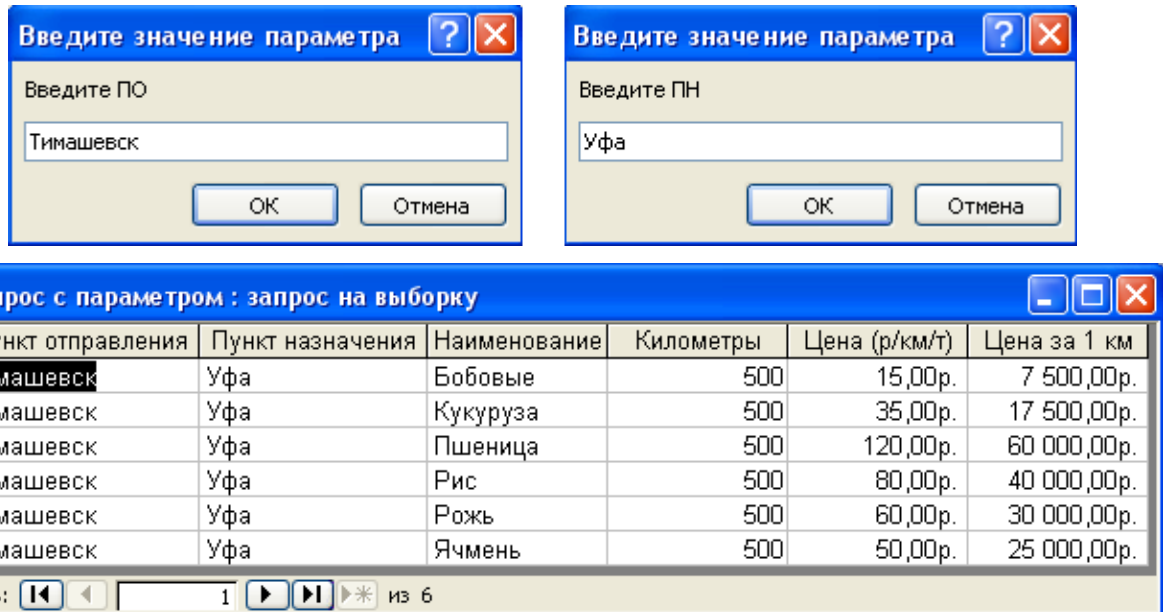 Введите значение параметра
Введите ПО
Тимашевск
ОК Отмена
Введите значение параметра
Введите ПН
Уфа
ОК Отмена
прос с параметром : запрос на выборку
нкт отправления Пункт назначения Наименование Километры Цена (р/км/т) Цена за 1 км
машевск Уфа Бобовые 500 15,00р. 7 500,00р.
машевск Уфа Кукуруза 500 35,00р. 17 500,00р.
машевск Уфа Пшеница 500 120,00р. 60 000,00р.
машевск Уфа Рис 500 80,00р. 40 000,00р.
машевск Уфа Рожь 500 60,00р. 30 000,00р.
машевск Уфа Ячмень 500 50,00р. 25 000,00р.
1 из 6